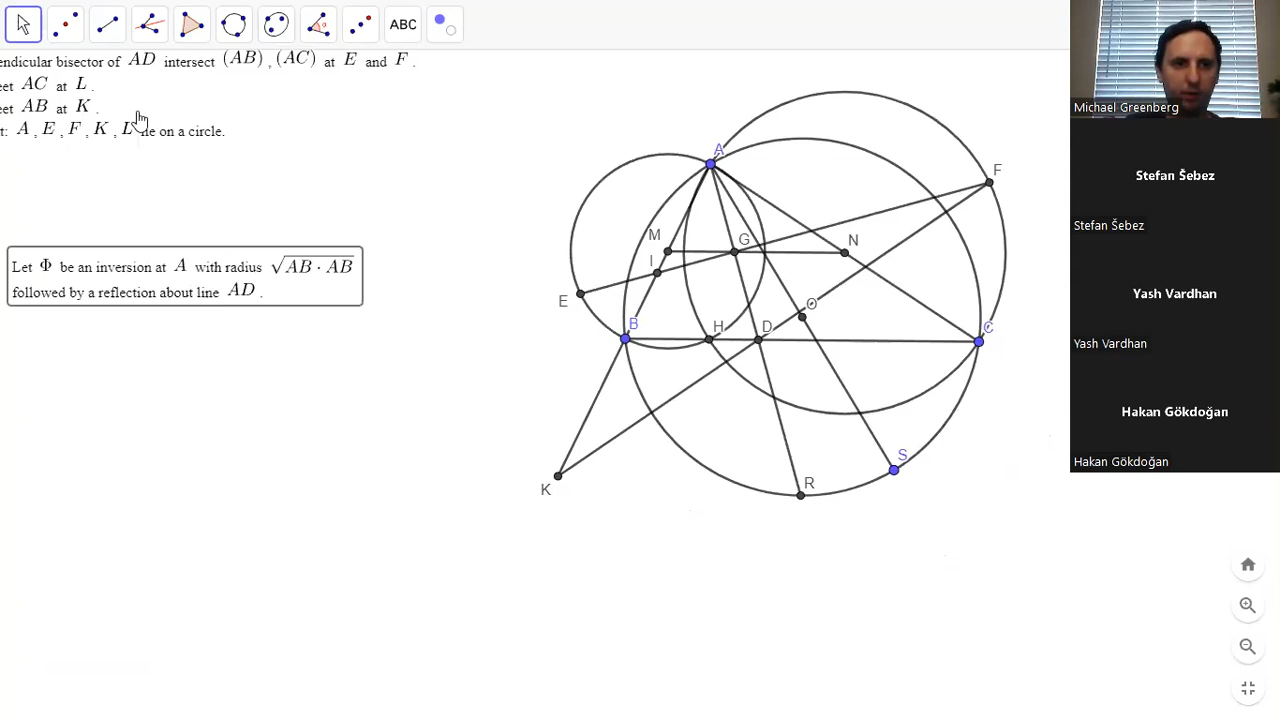 ABC
endicular bisector of AD intersect (AB) , (AC) at E and F .
eet AC at L .
eet AB at K .
t: A , E , F , K , L lie on a circle.
Let Φ be an inversion at A with radius √AB · AB
followed by a reflection about line AD .
A
F
M
G
N
I
E
O
B
H
D
C
S
R
K
Michael Greenberg
Stefan Šebez
Stefan Šebez
Yash Vardhan
Yash Vardhan
Hakan Gökdoğan
Hakan Gökdoğan